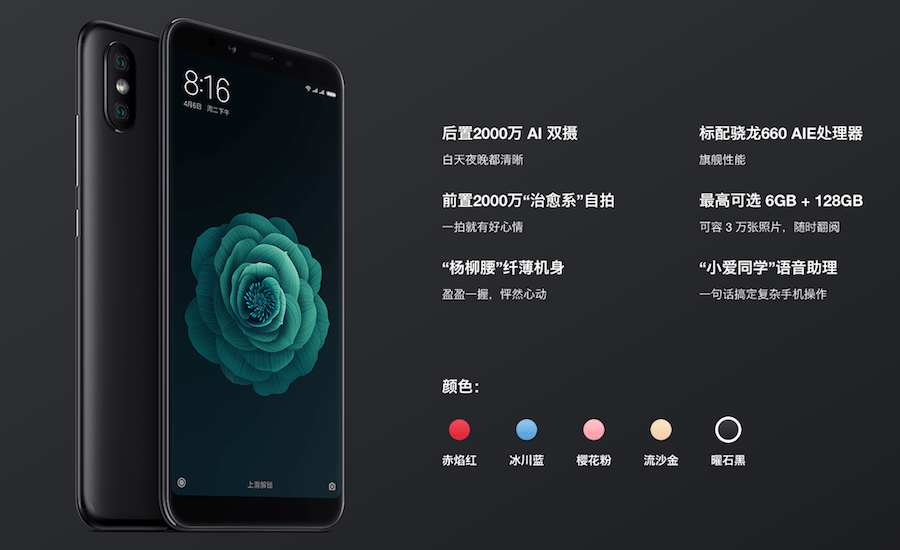 8:16
4月6日 周二下午
上滑解锁
后置2000万 AI 双摄
白天夜晚都清晰
标配骁龙660 AIE处理器
旗舰性能
前置2000万“治愈系”自拍
一拍就有好心情
最高可选 6GB + 128GB
可容 3 万张照片，随时翻阅
“杨柳腰”纤薄机身
盈盈一握，怦然心动
“小爱同学”语音助理
一句话搞定复杂手机操作
颜色：
赤焰红 冰川蓝 樱花粉 流沙金 曜石黑